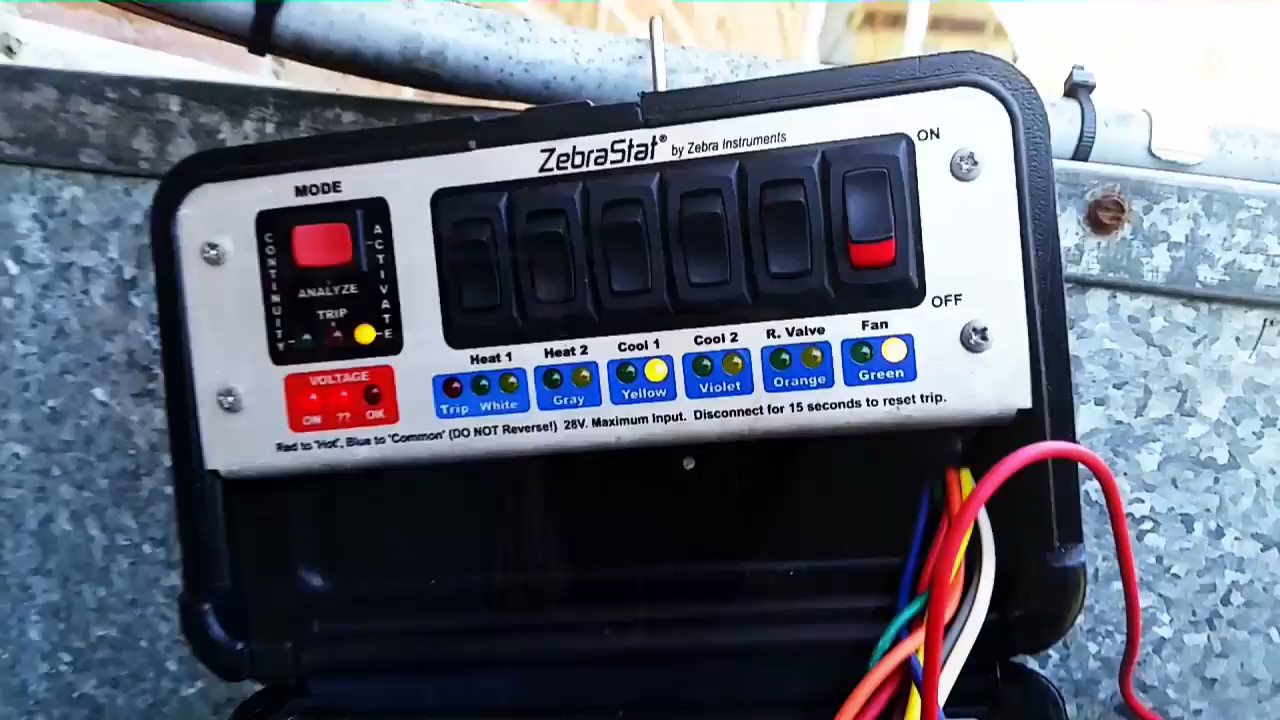 ZebraStat® by Zebra Instruments
ON
OFF
MODE
CONTINUITY
ACTIVATE
ANALYZE
TRIP
VOLTAGE
ON ?? OK
Heat 1 Heat 2 Cool 1 Cool 2 R. Valve Fan
Trip White Gray Yellow Violet Orange Green
Red to 'Hot', Blue to 'Common' (DO NOT Reverse!) 28V. Maximum Input. Disconnect for 15 seconds to reset trip.